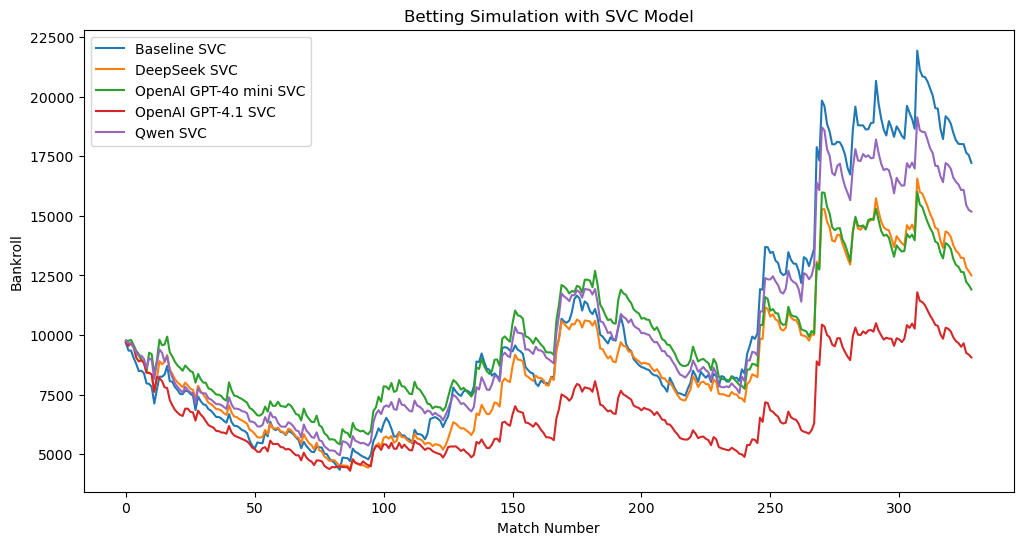 Betting Simulation with SVC Model
Baseline SVC
DeepSeek SVC
OpenAI GPT-4o mini SVC
OpenAI GPT-4.1 SVC
Qwen SVC
Bankroll
22500
20000
17500
15000
12500
10000
7500
5000
0 50 100 150 200 250 300
Match Number